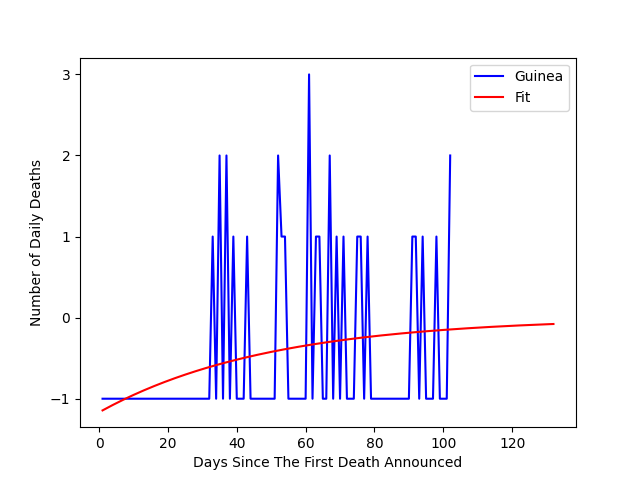 Guinea
Fit
Number of Daily Deaths
3
2
1
0
−1
0 20 40 60 80 100 120
Days Since The First Death Announced